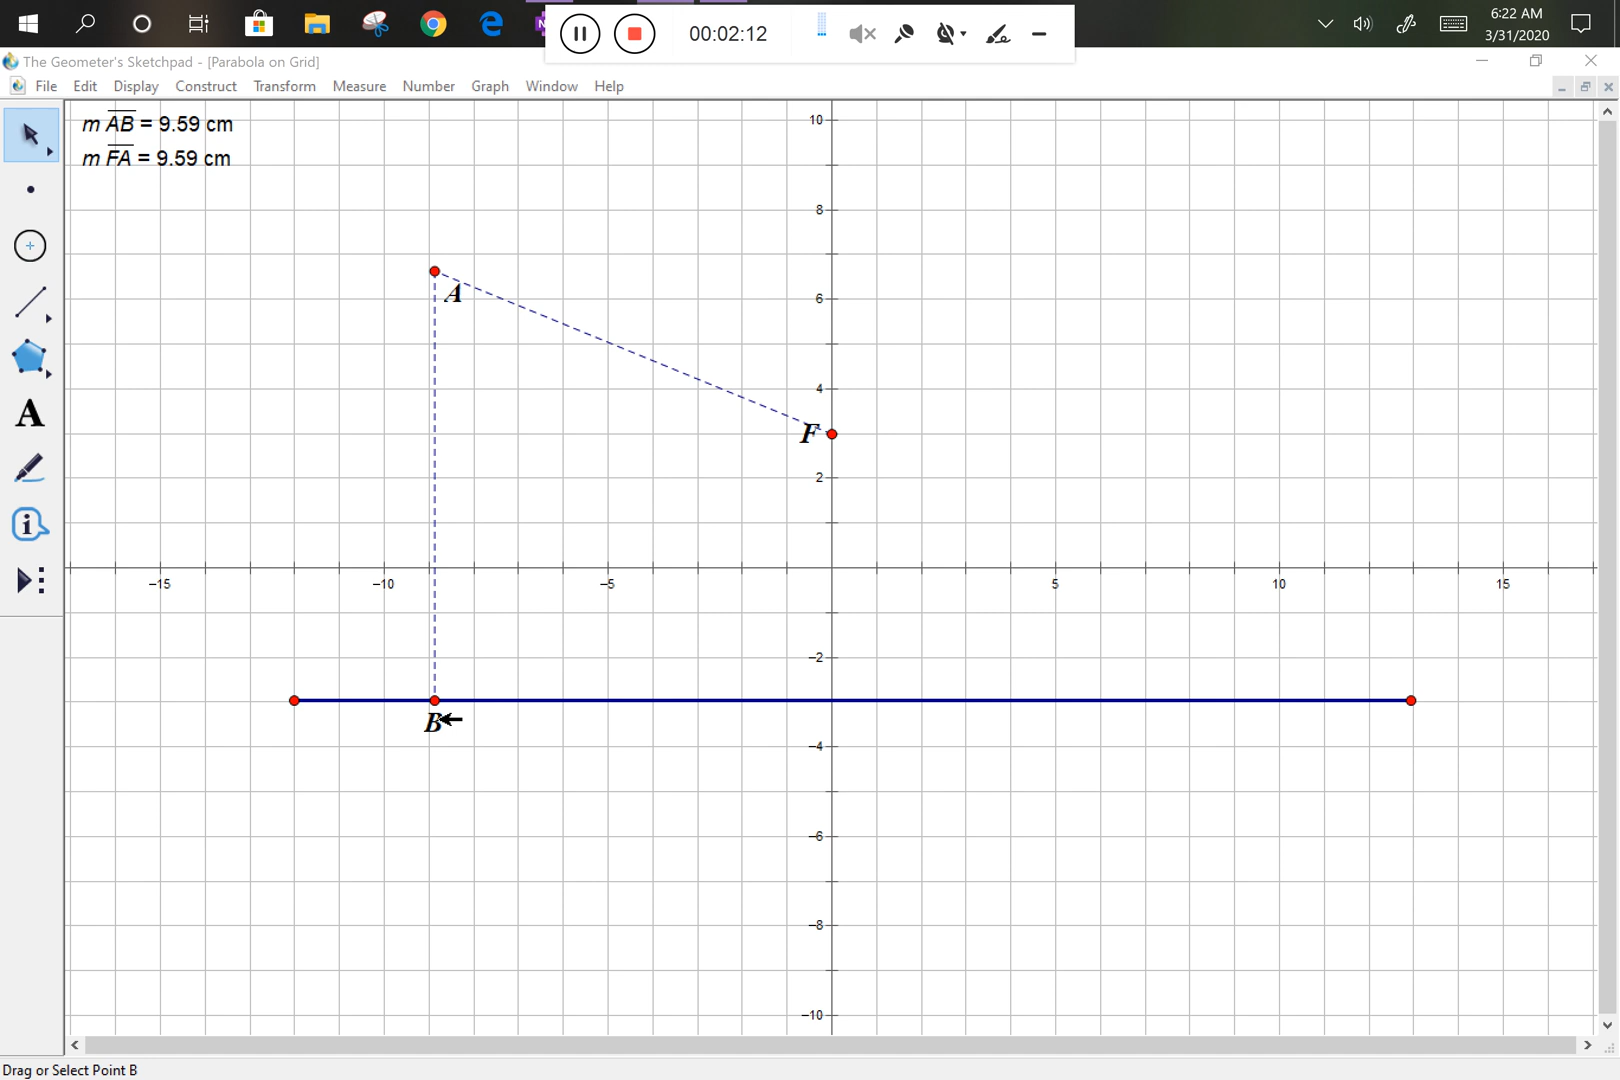 6:22 AM
00:02:12
3/31/2020
The Geometer's Sketchpad - [Parabola on Grid]
File Edit Display Construct Transform Measure Number Graph Window Help
m AB = 9.59 cm
m FA = 9.59 cm
10
8
A
6
4
F
2
−15 −10 −5 5 10 15
−2
B
−4
−6
−8
−10
A
i
Drag or Select Point B